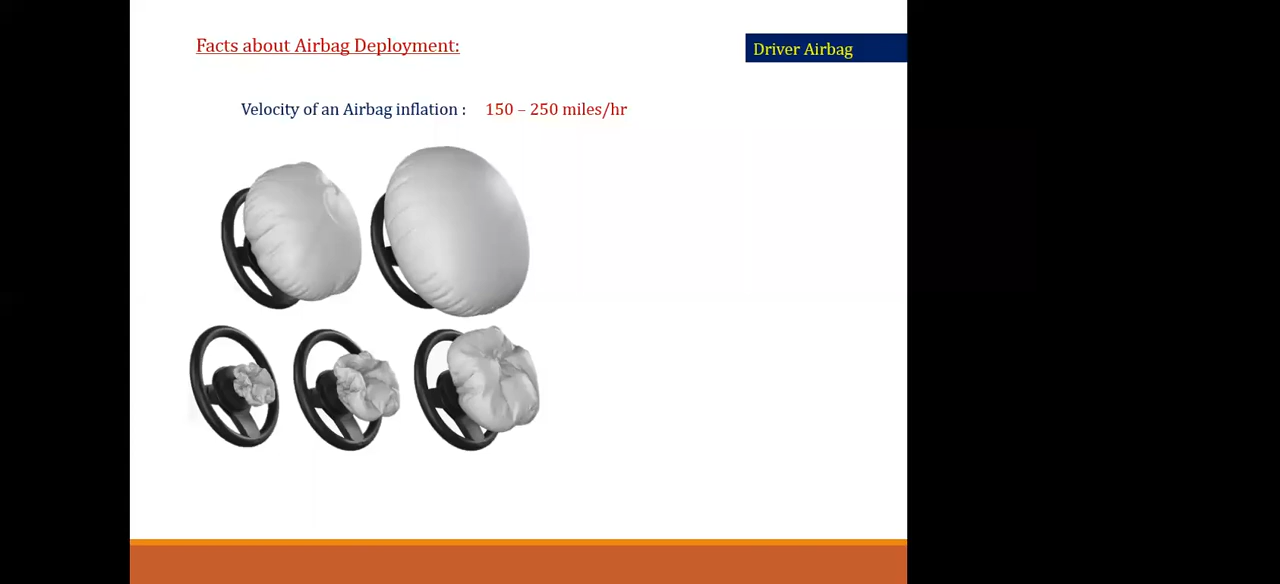 Facts about Airbag Deployment:
Driver Airbag
Velocity of an Airbag inflation : 150 – 250 miles/hr